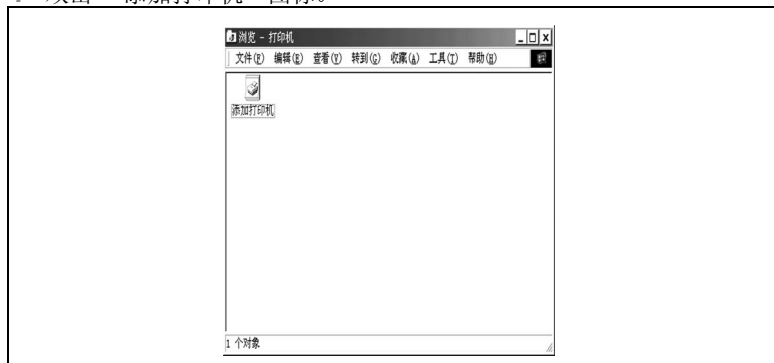 浏览 - 打印机
文件(F) 编辑(E) 查看(V) 转到(G) 收藏(A) 工具(T) 帮助(H)
添加打印机
1 个对象